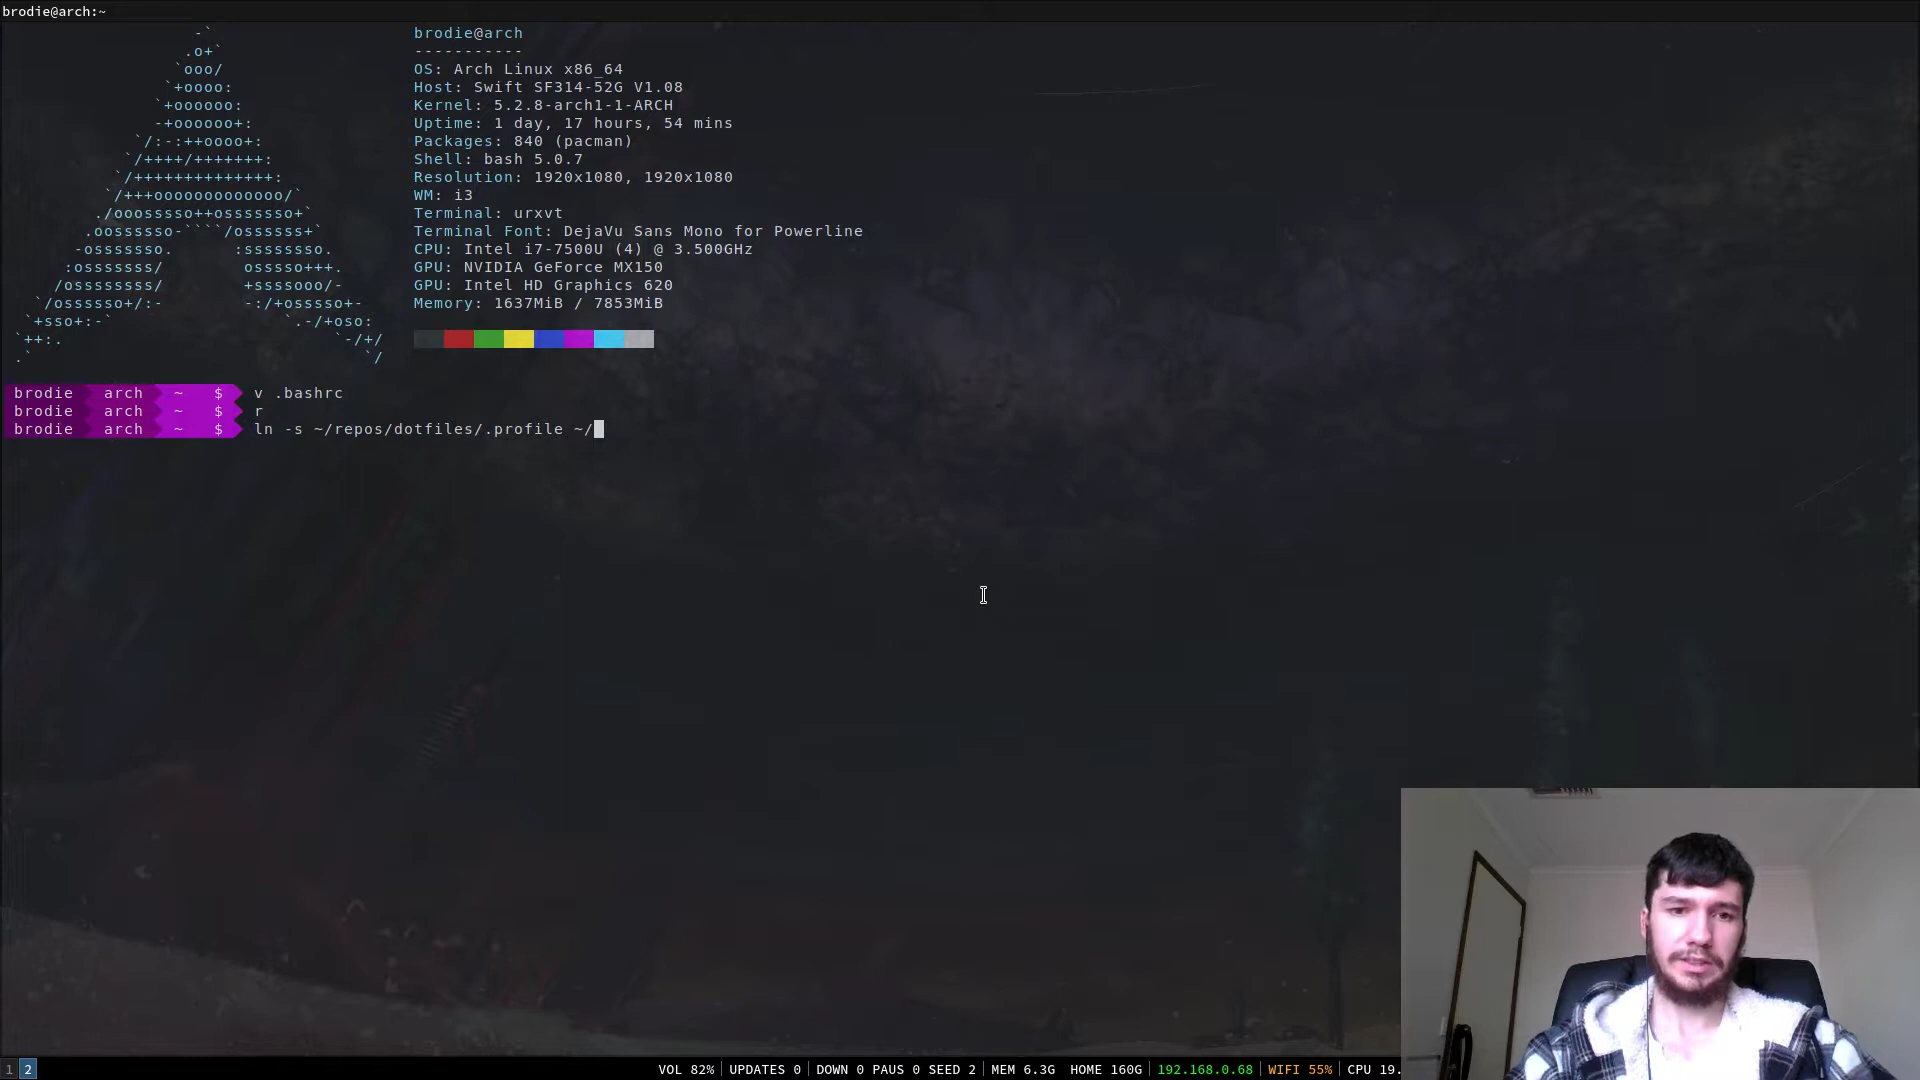 brodie@arch:~
brodie@arch
-----------
OS: Arch Linux x86_64
Host: Swift SF314-52G V1.08
Kernel: 5.2.8-arch1-1-ARCH
Uptime: 1 day, 17 hours, 54 mins
Packages: 840 (pacman)
Shell: bash 5.0.7
Resolution: 1920x1080, 1920x1080
WM: i3
Terminal: urxvt
Terminal Font: DejaVu Sans Mono for Powerline
CPU: Intel i7-7500U (4) @ 3.500GHz
GPU: NVIDIA GeForce MX150
GPU: Intel HD Graphics 620
Memory: 1637MiB / 7853MiB
brodie arch ~ $ v .bashrc
brodie arch ~ $ r
brodie arch ~ $ ln -s ~/repos/dotfiles/.profile ~/
1 2 VOL 82% UPDATES 0 DOWN 0 PAUS 0 SEED 2 MEM 6.3G HOME 160G 192.168.0.68 WIFI 55% CPU 19.